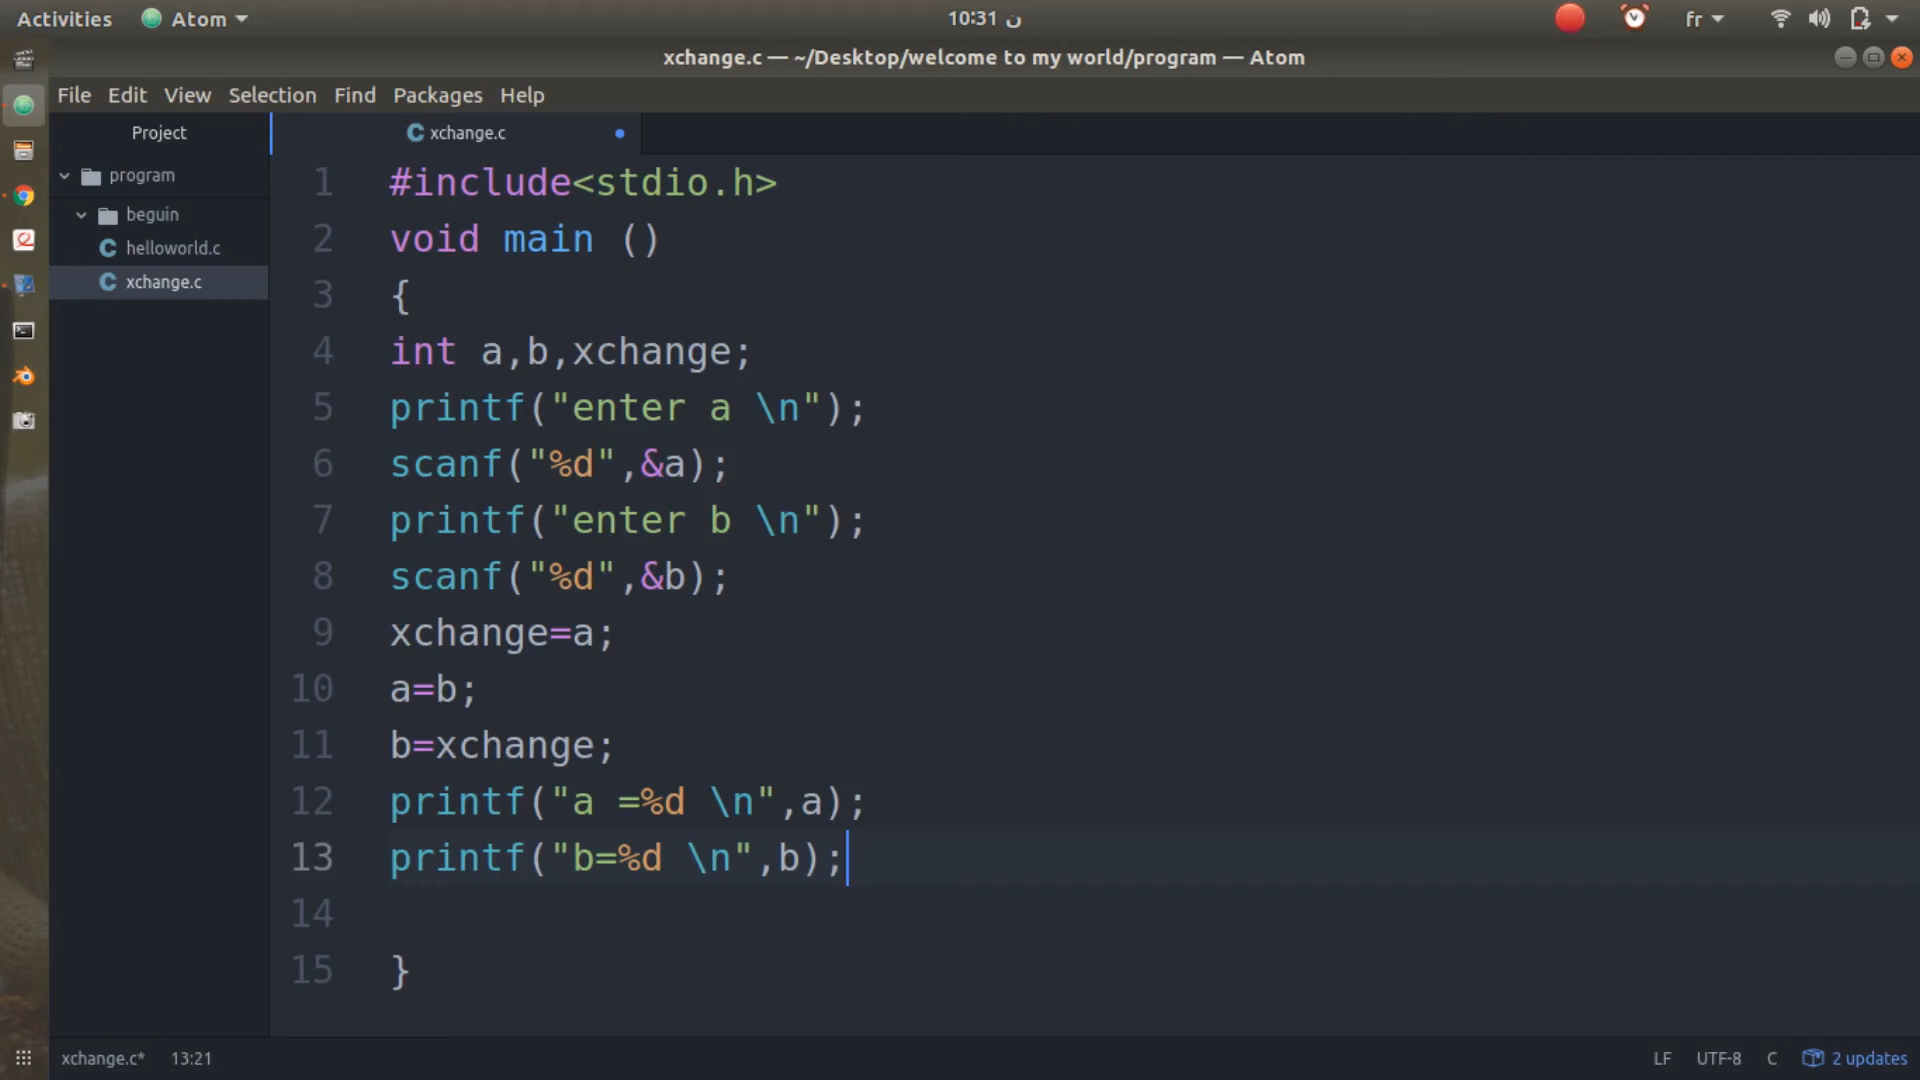 Activities Atom 10:31 ن fr
xchange.c — ~/Desktop/welcome to my world/program — Atom
File Edit View Selection Find Packages Help
Project xchange.c
program
beguin
helloworld.c
xchange.c
1 #include<stdio.h>
2 void main ()
3 {
4 int a,b,xchange;
5 printf("enter a \n");
6 scanf("%d",&a);
7 printf("enter b \n");
8 scanf("%d",&b);
9 xchange=a;
10 a=b;
11 b=xchange;
12 printf("a =%d \n",a);
13 printf("b=%d \n",b);
14
15 }
xchange.c* 13:21 LF UTF-8 C 2 updates